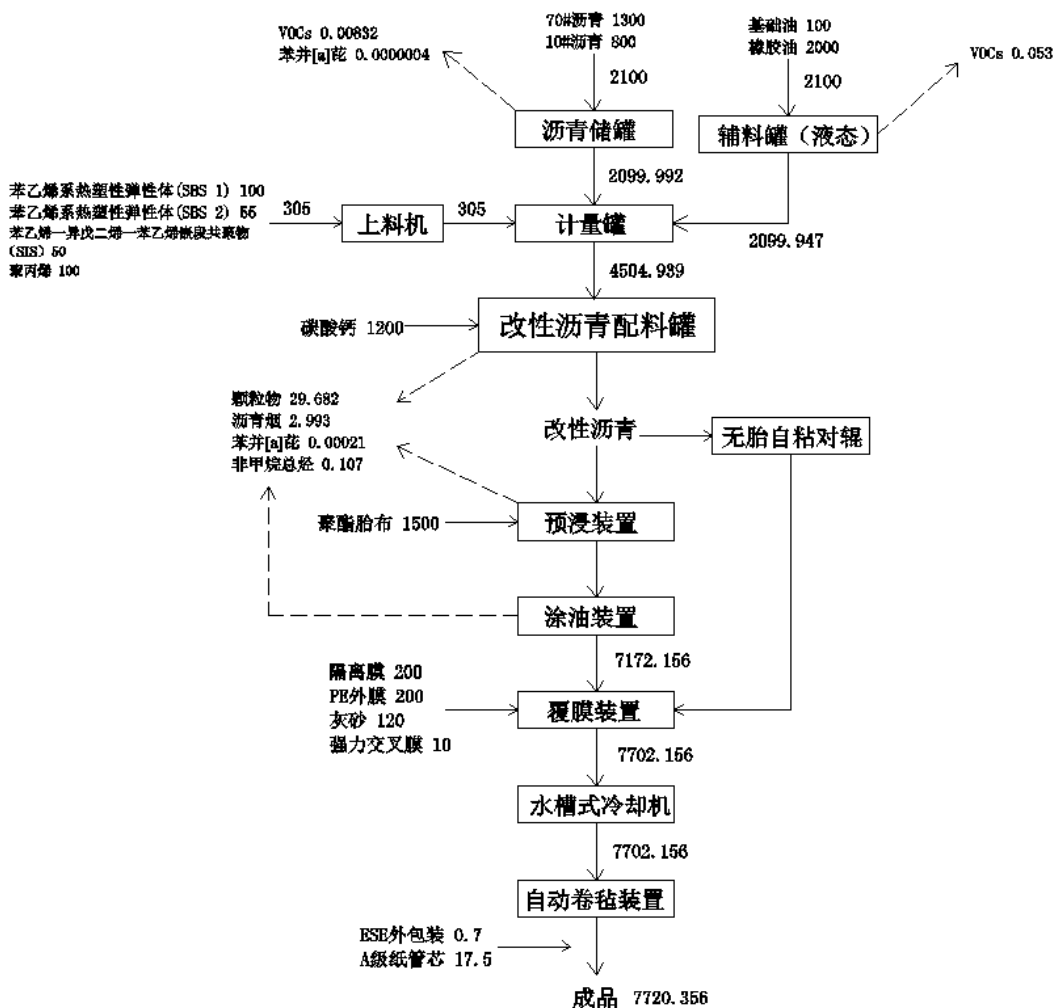 VOCs 0.00832
苯并[a]芘 0.0000004
70#沥青 1300
10#沥青 800
2100
基础油 100
橡胶油 2000
2100
VOCs 0.053
沥青储罐
辅料罐（液态）
2099.992
苯乙烯系热塑性弹性体(SBS 1) 100
苯乙烯系热塑性弹性体(SBS 2) 55
苯乙烯一异戊二烯一苯乙烯嵌段共聚物
(SIS) 50
聚丙烯 100
305
上料机
305
计量罐
2099.947
4504.939
碳酸钙 1200
改性沥青配料罐
颗粒物 29.682
沥青烟 2.993
苯并[a]芘 0.00021
非甲烷总烃 0.107
改性沥青
无胎自粘对辊
聚酯胎布 1500
预浸装置
涂油装置
7172.156
隔离膜 200
PE外膜 200
灰砂 120
强力交叉膜 10
覆膜装置
7702.156
水槽式冷却机
7702.156
自动卷毡装置
ESE外包装 0.7
A级纸管芯 17.5
成品 7720.356